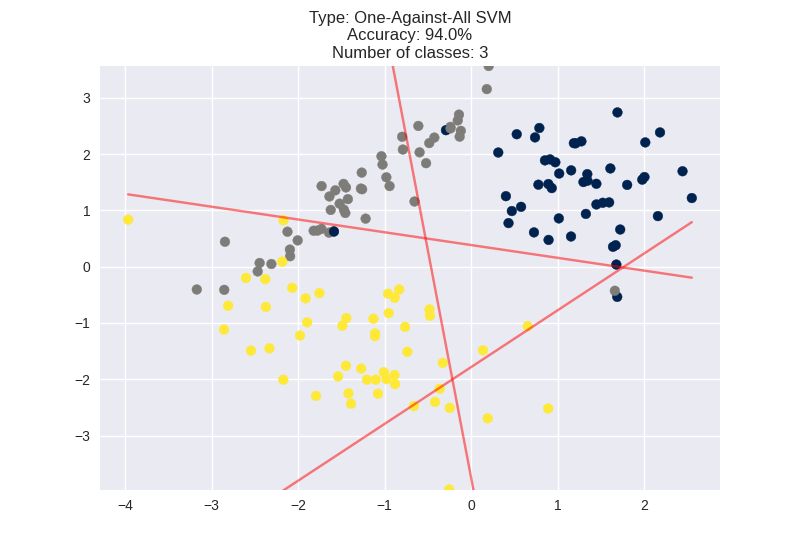 Type: One-Against-All SVM
Accuracy: 94.0%
Number of classes: 3
3
2
1
0
−1
−2
−3
−4 −3 −2 −1 0 1 2